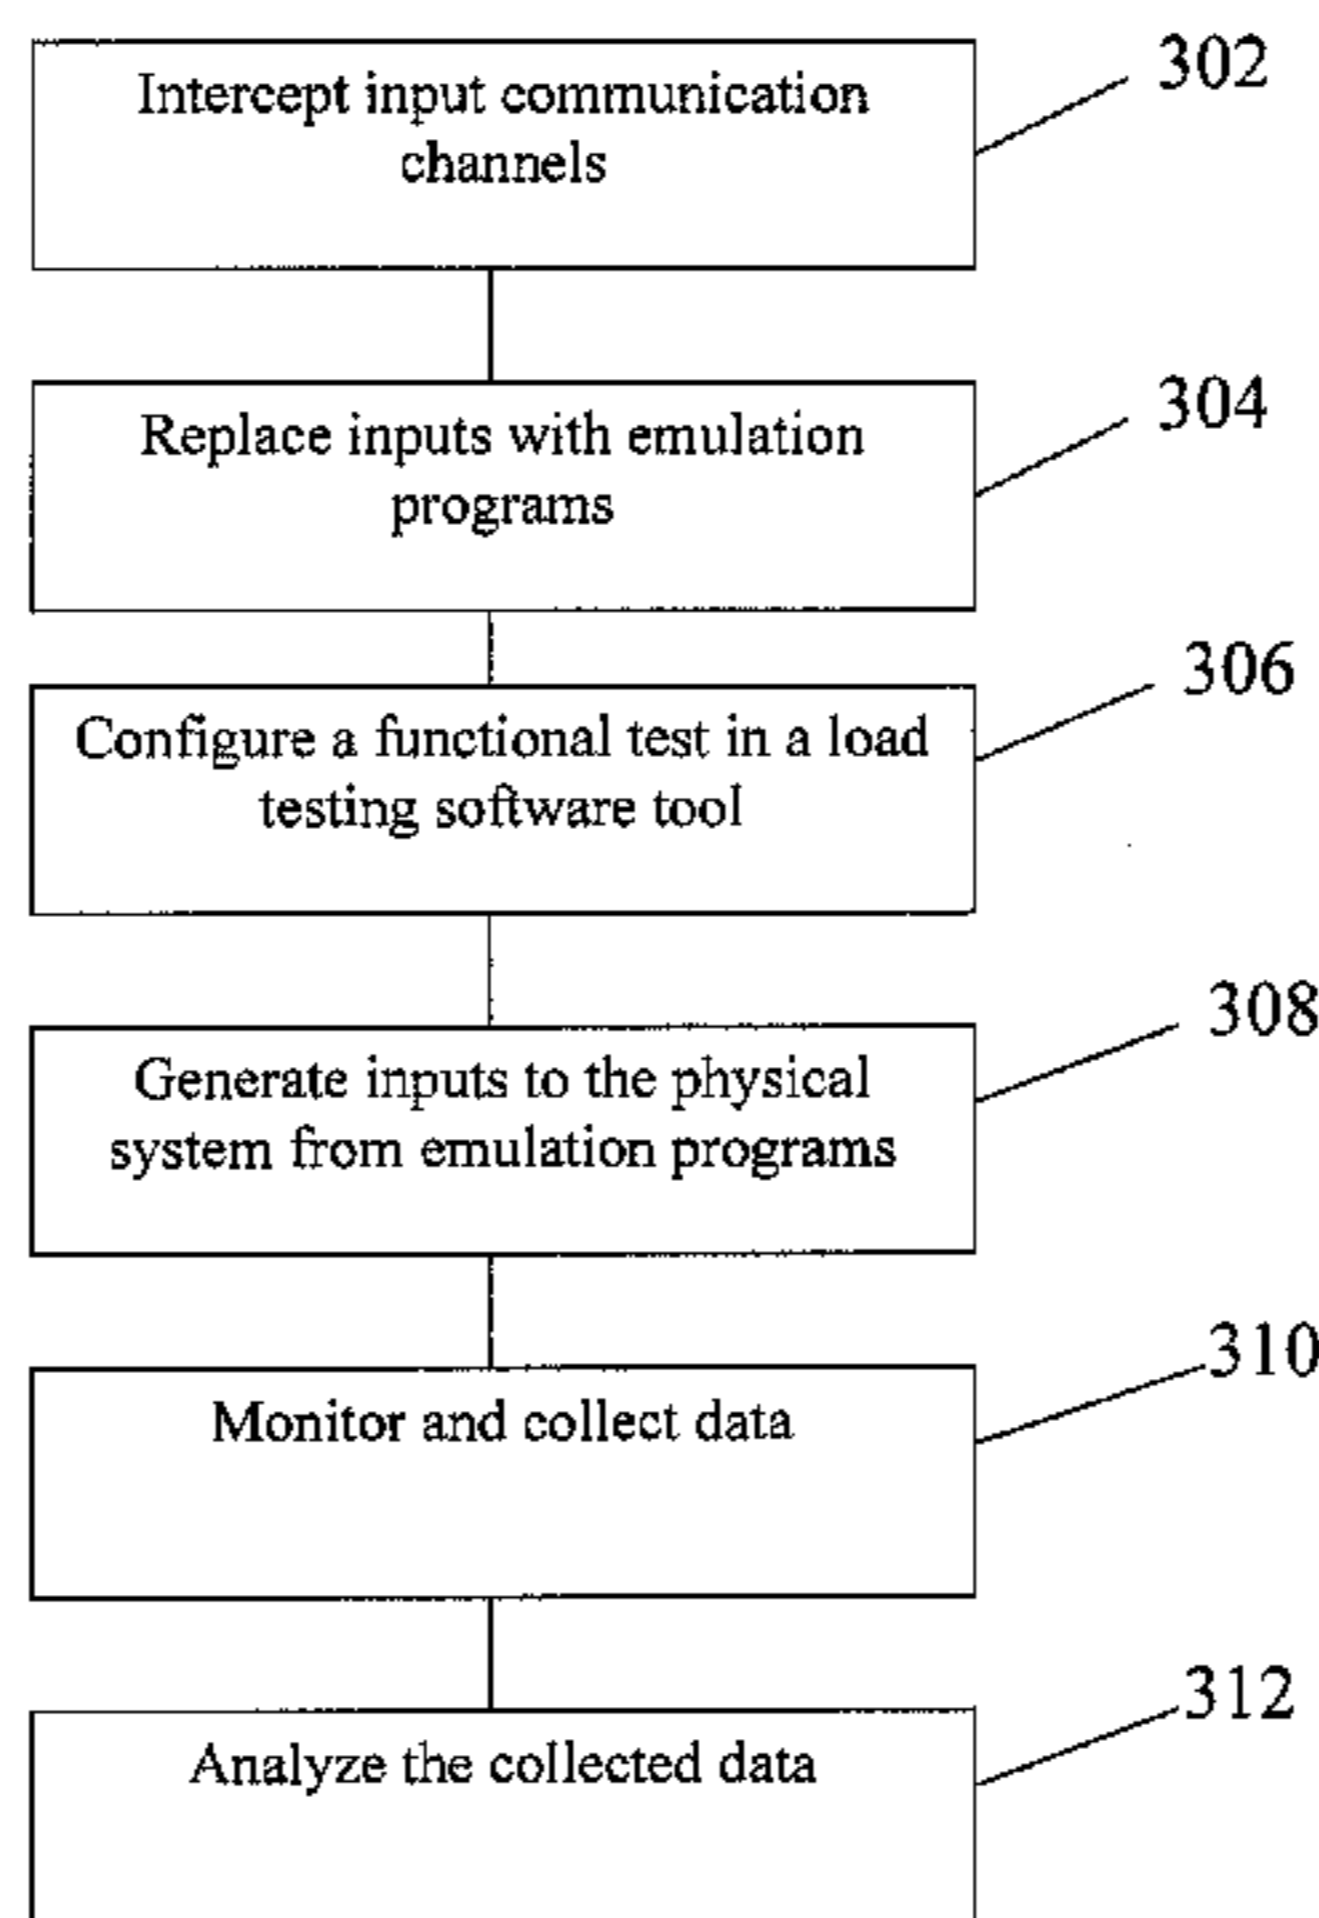 Intercept input communication
channels
302
Replace inputs with emulation
programs
304
Configure a functional test in a load
testing software tool
306
Generate inputs to the physical
system from emulation programs
308
Monitor and collect data
310
Analyze the collected data
312